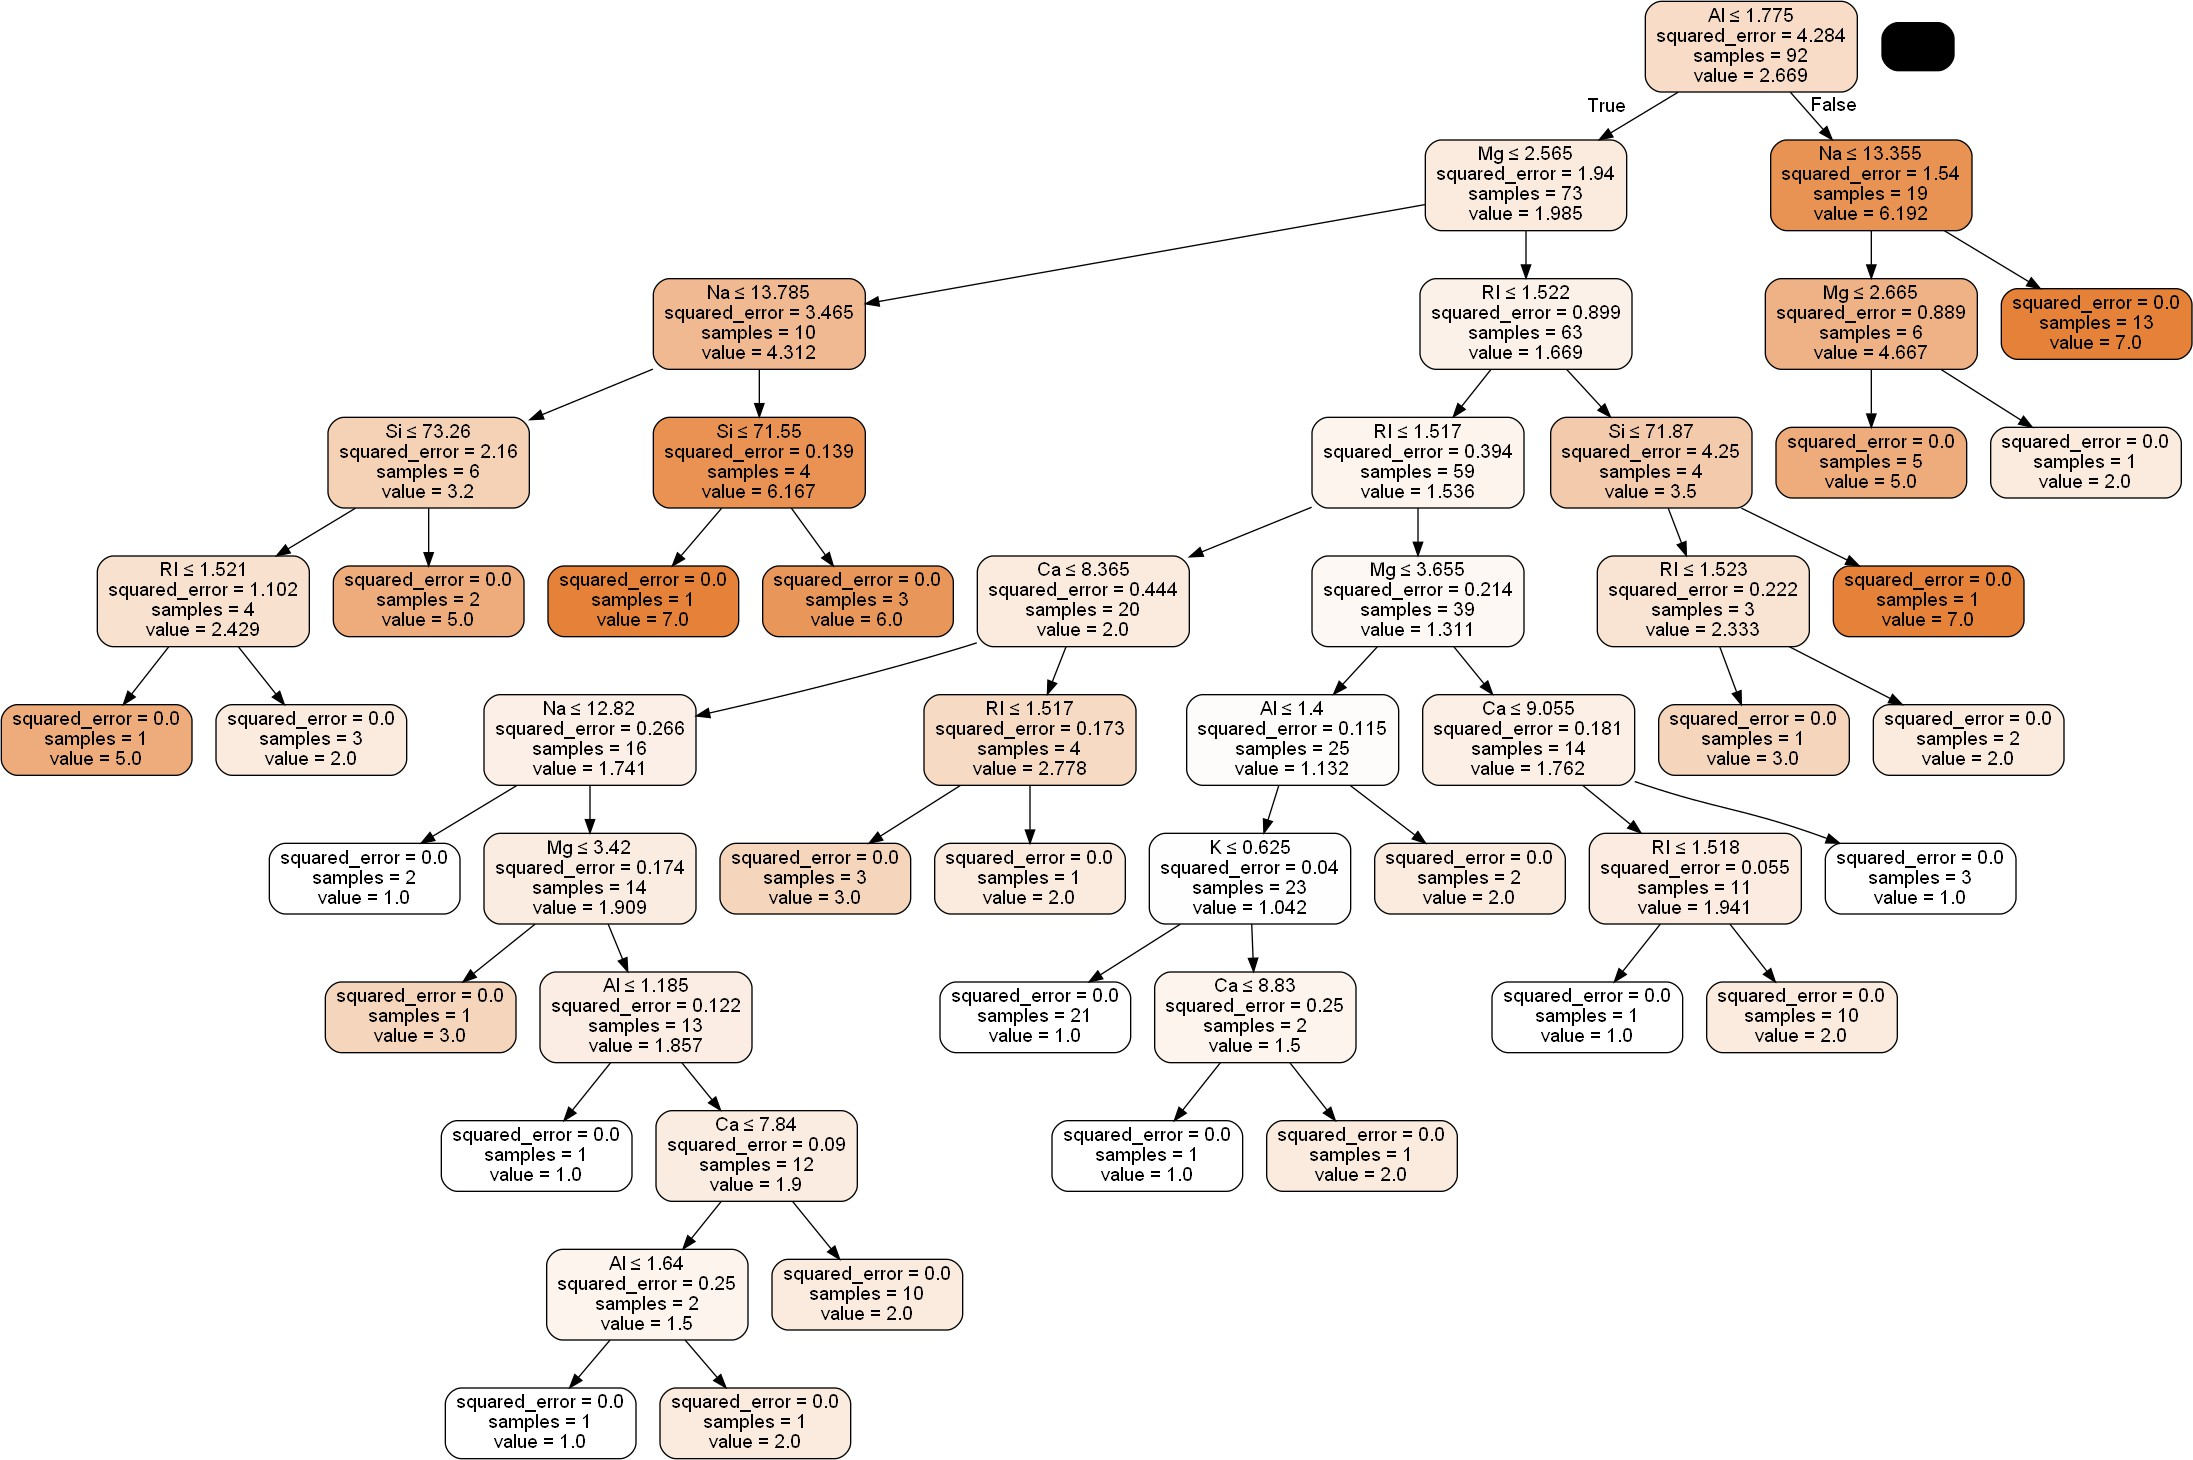 Al ≤ 1.775
squared_error = 4.284
samples = 92
value = 2.669
True
False
Mg ≤ 2.565
squared_error = 1.94
samples = 73
value = 1.985
Na ≤ 13.355
squared_error = 1.54
samples = 19
value = 6.192
Na ≤ 13.785
squared_error = 3.465
samples = 10
value = 4.312
RI ≤ 1.522
squared_error = 0.899
samples = 63
value = 1.669
Mg ≤ 2.665
squared_error = 0.889
samples = 6
value = 4.667
squared_error = 0.0
samples = 13
value = 7.0
Si ≤ 73.26
squared_error = 2.16
samples = 6
value = 3.2
Si ≤ 71.55
squared_error = 0.139
samples = 4
value = 6.167
RI ≤ 1.517
squared_error = 0.394
samples = 59
value = 1.536
Si ≤ 71.87
squared_error = 4.25
samples = 4
value = 3.5
squared_error = 0.0
samples = 5
value = 5.0
squared_error = 0.0
samples = 1
value = 2.0
RI ≤ 1.521
squared_error = 1.102
samples = 4
value = 2.429
squared_error = 0.0
samples = 2
value = 5.0
squared_error = 0.0
samples = 1
value = 7.0
squared_error = 0.0
samples = 3
value = 6.0
Ca ≤ 8.365
squared_error = 0.444
samples = 20
value = 2.0
Mg ≤ 3.655
squared_error = 0.214
samples = 39
value = 1.311
RI ≤ 1.523
squared_error = 0.222
samples = 3
value = 2.333
squared_error = 0.0
samples = 1
value = 7.0
squared_error = 0.0
samples = 1
value = 5.0
squared_error = 0.0
samples = 3
value = 2.0
Na ≤ 12.82
squared_error = 0.266
samples = 16
value = 1.741
RI ≤ 1.517
squared_error = 0.173
samples = 4
value = 2.778
Al ≤ 1.4
squared_error = 0.115
samples = 25
value = 1.132
Ca ≤ 9.055
squared_error = 0.181
samples = 14
value = 1.762
squared_error = 0.0
samples = 1
value = 3.0
squared_error = 0.0
samples = 2
value = 2.0
squared_error = 0.0
samples = 2
value = 1.0
Mg ≤ 3.42
squared_error = 0.174
samples = 14
value = 1.909
squared_error = 0.0
samples = 3
value = 3.0
squared_error = 0.0
samples = 1
value = 2.0
K ≤ 0.625
squared_error = 0.04
samples = 23
value = 1.042
squared_error = 0.0
samples = 2
value = 2.0
RI ≤ 1.518
squared_error = 0.055
samples = 11
value = 1.941
squared_error = 0.0
samples = 3
value = 1.0
squared_error = 0.0
samples = 1
value = 3.0
Al ≤ 1.185
squared_error = 0.122
samples = 13
value = 1.857
squared_error = 0.0
samples = 21
value = 1.0
Ca ≤ 8.83
squared_error = 0.25
samples = 2
value = 1.5
squared_error = 0.0
samples = 1
value = 1.0
squared_error = 0.0
samples = 10
value = 2.0
squared_error = 0.0
samples = 1
value = 1.0
Ca ≤ 7.84
squared_error = 0.09
samples = 12
value = 1.9
squared_error = 0.0
samples = 1
value = 1.0
squared_error = 0.0
samples = 1
value = 2.0
Al ≤ 1.64
squared_error = 0.25
samples = 2
value = 1.5
squared_error = 0.0
samples = 10
value = 2.0
squared_error = 0.0
samples = 1
value = 1.0
squared_error = 0.0
samples = 1
value = 2.0